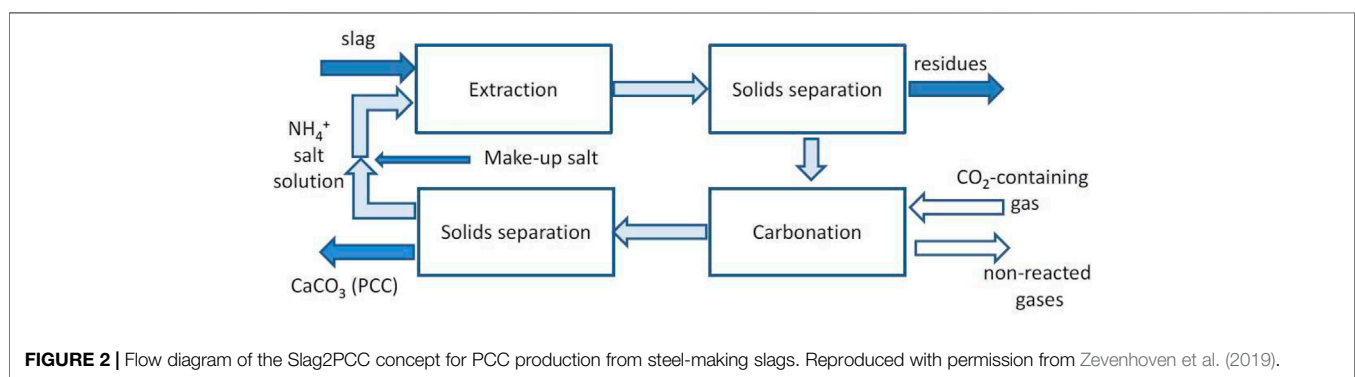 slag
Extraction
Solids separation
residues
NH₄⁺
salt
solution
Make-up salt
CO₂-containing
gas
Solids separation
Carbonation
CaCO₃ (PCC)
non-reacted
gases
FIGURE 2 | Flow diagram of the Slag2PCC concept for PCC production from steel-making slags. Reproduced with permission from Zevenhoven et al. (2019).